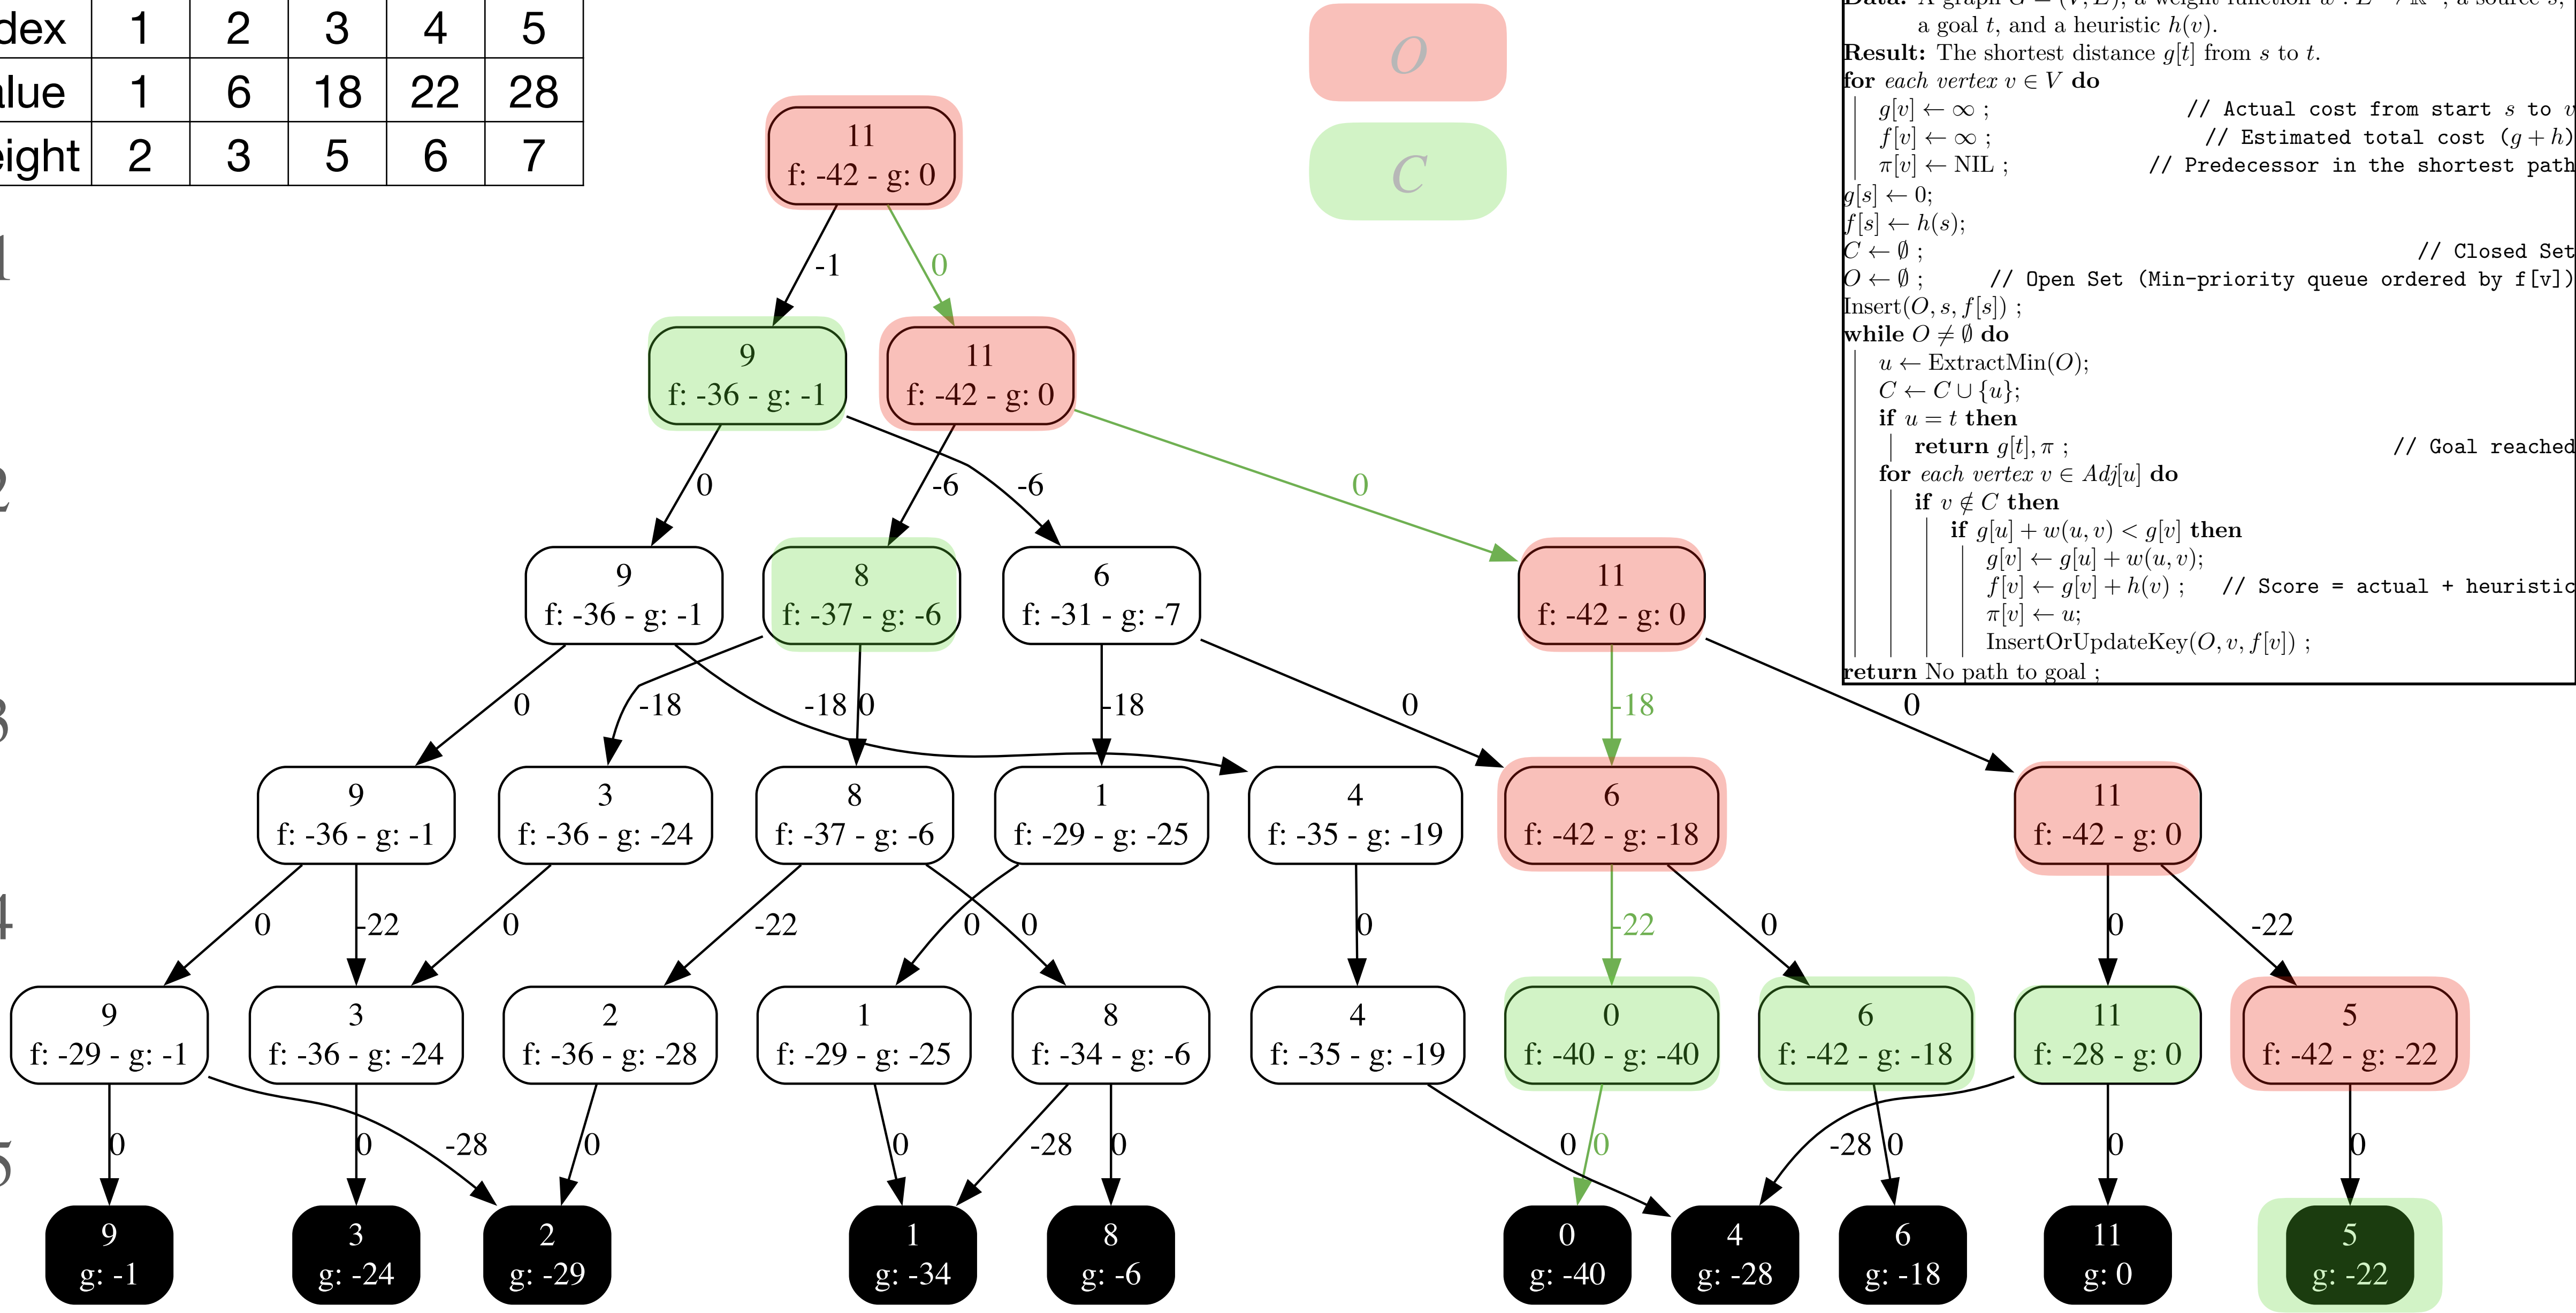 dex 1 2 3 4 5
alue 1 6 18 22 28
eight 2 3 5 6 7
O
C
a goal t, and a heuristic h(v).
Result: The shortest distance g[t] from s to t.
for each vertex v ∈ V do
g[v] ← ∞ ; // Actual cost from start s to v
f[v] ← ∞ ; // Estimated total cost (g + h)
π[v] ← NIL ; // Predecessor in the shortest path
g[s] ← 0;
f[s] ← h(s);
C ← ∅ ; // Closed Set
O ← ∅ ; // Open Set (Min-priority queue ordered by f[v])
Insert(O, s, f[s]) ;
while O ≠ ∅ do
u ← ExtractMin(O);
C ← C ∪ {u};
if u = t then
return g[t], π ; // Goal reached
for each vertex v ∈ Adj[u] do
if v ∉ C then
if g[u] + w(u, v) < g[v] then
g[v] ← g[u] + w(u, v);
f[v] ← g[v] + h(v) ; // Score = actual + heuristic
π[v] ← u;
InsertOrUpdateKey(O, v, f[v]) ;
return No path to goal ;
11
f: -42 - g: 0
1
-1 0
9 11
f: -36 - g: -1 f: -42 - g: 0
2
0 -6 -6 0
9 8 6 11
f: -36 - g: -1 f: -37 - g: -6 f: -31 - g: -7 f: -42 - g: 0
3
0 -18 -18 0 -18 0 -18 0
9 3 8 1 4 6 11
f: -36 - g: -1 f: -36 - g: -24 f: -37 - g: -6 f: -29 - g: -25 f: -35 - g: -19 f: -42 - g: -18 f: -42 - g: 0
4
0 -22 0 -22 0 0 0 -22 0 0 -22
9 3 2 1 8 4 0 6 11 5
f: -29 - g: -1 f: -36 - g: -24 f: -36 - g: -28 f: -29 - g: -25 f: -34 - g: -6 f: -35 - g: -19 f: -40 - g: -40 f: -42 - g: -18 f: -28 - g: 0 f: -42 - g: -22
5
0 0 -28 0 0 -28 0 0 0 -28 0 0 0
9 3 2 1 8 0 4 6 11 5
g: -1 g: -24 g: -29 g: -34 g: -6 g: -40 g: -28 g: -18 g: 0 g: -22